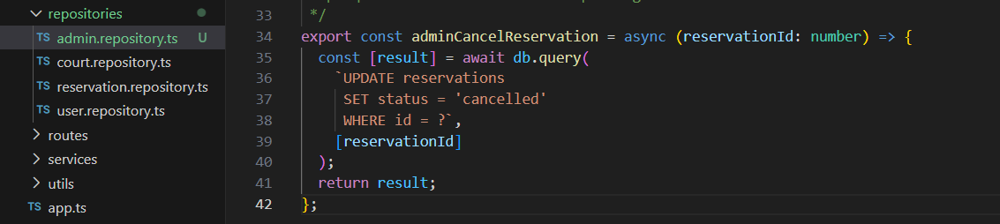 repositories
TS admin.repository.ts U
TS court.repository.ts
TS reservation.repository.ts
TS user.repository.ts
routes
services
utils
TS app.ts
33 */
34 export const adminCancelReservation = async (reservationId: number) => {
35 const [result] = await db.query(
36 `UPDATE reservations
37 SET status = 'cancelled'
38 WHERE id = ?`,
39 [reservationId]
40 );
41 return result;
42 };